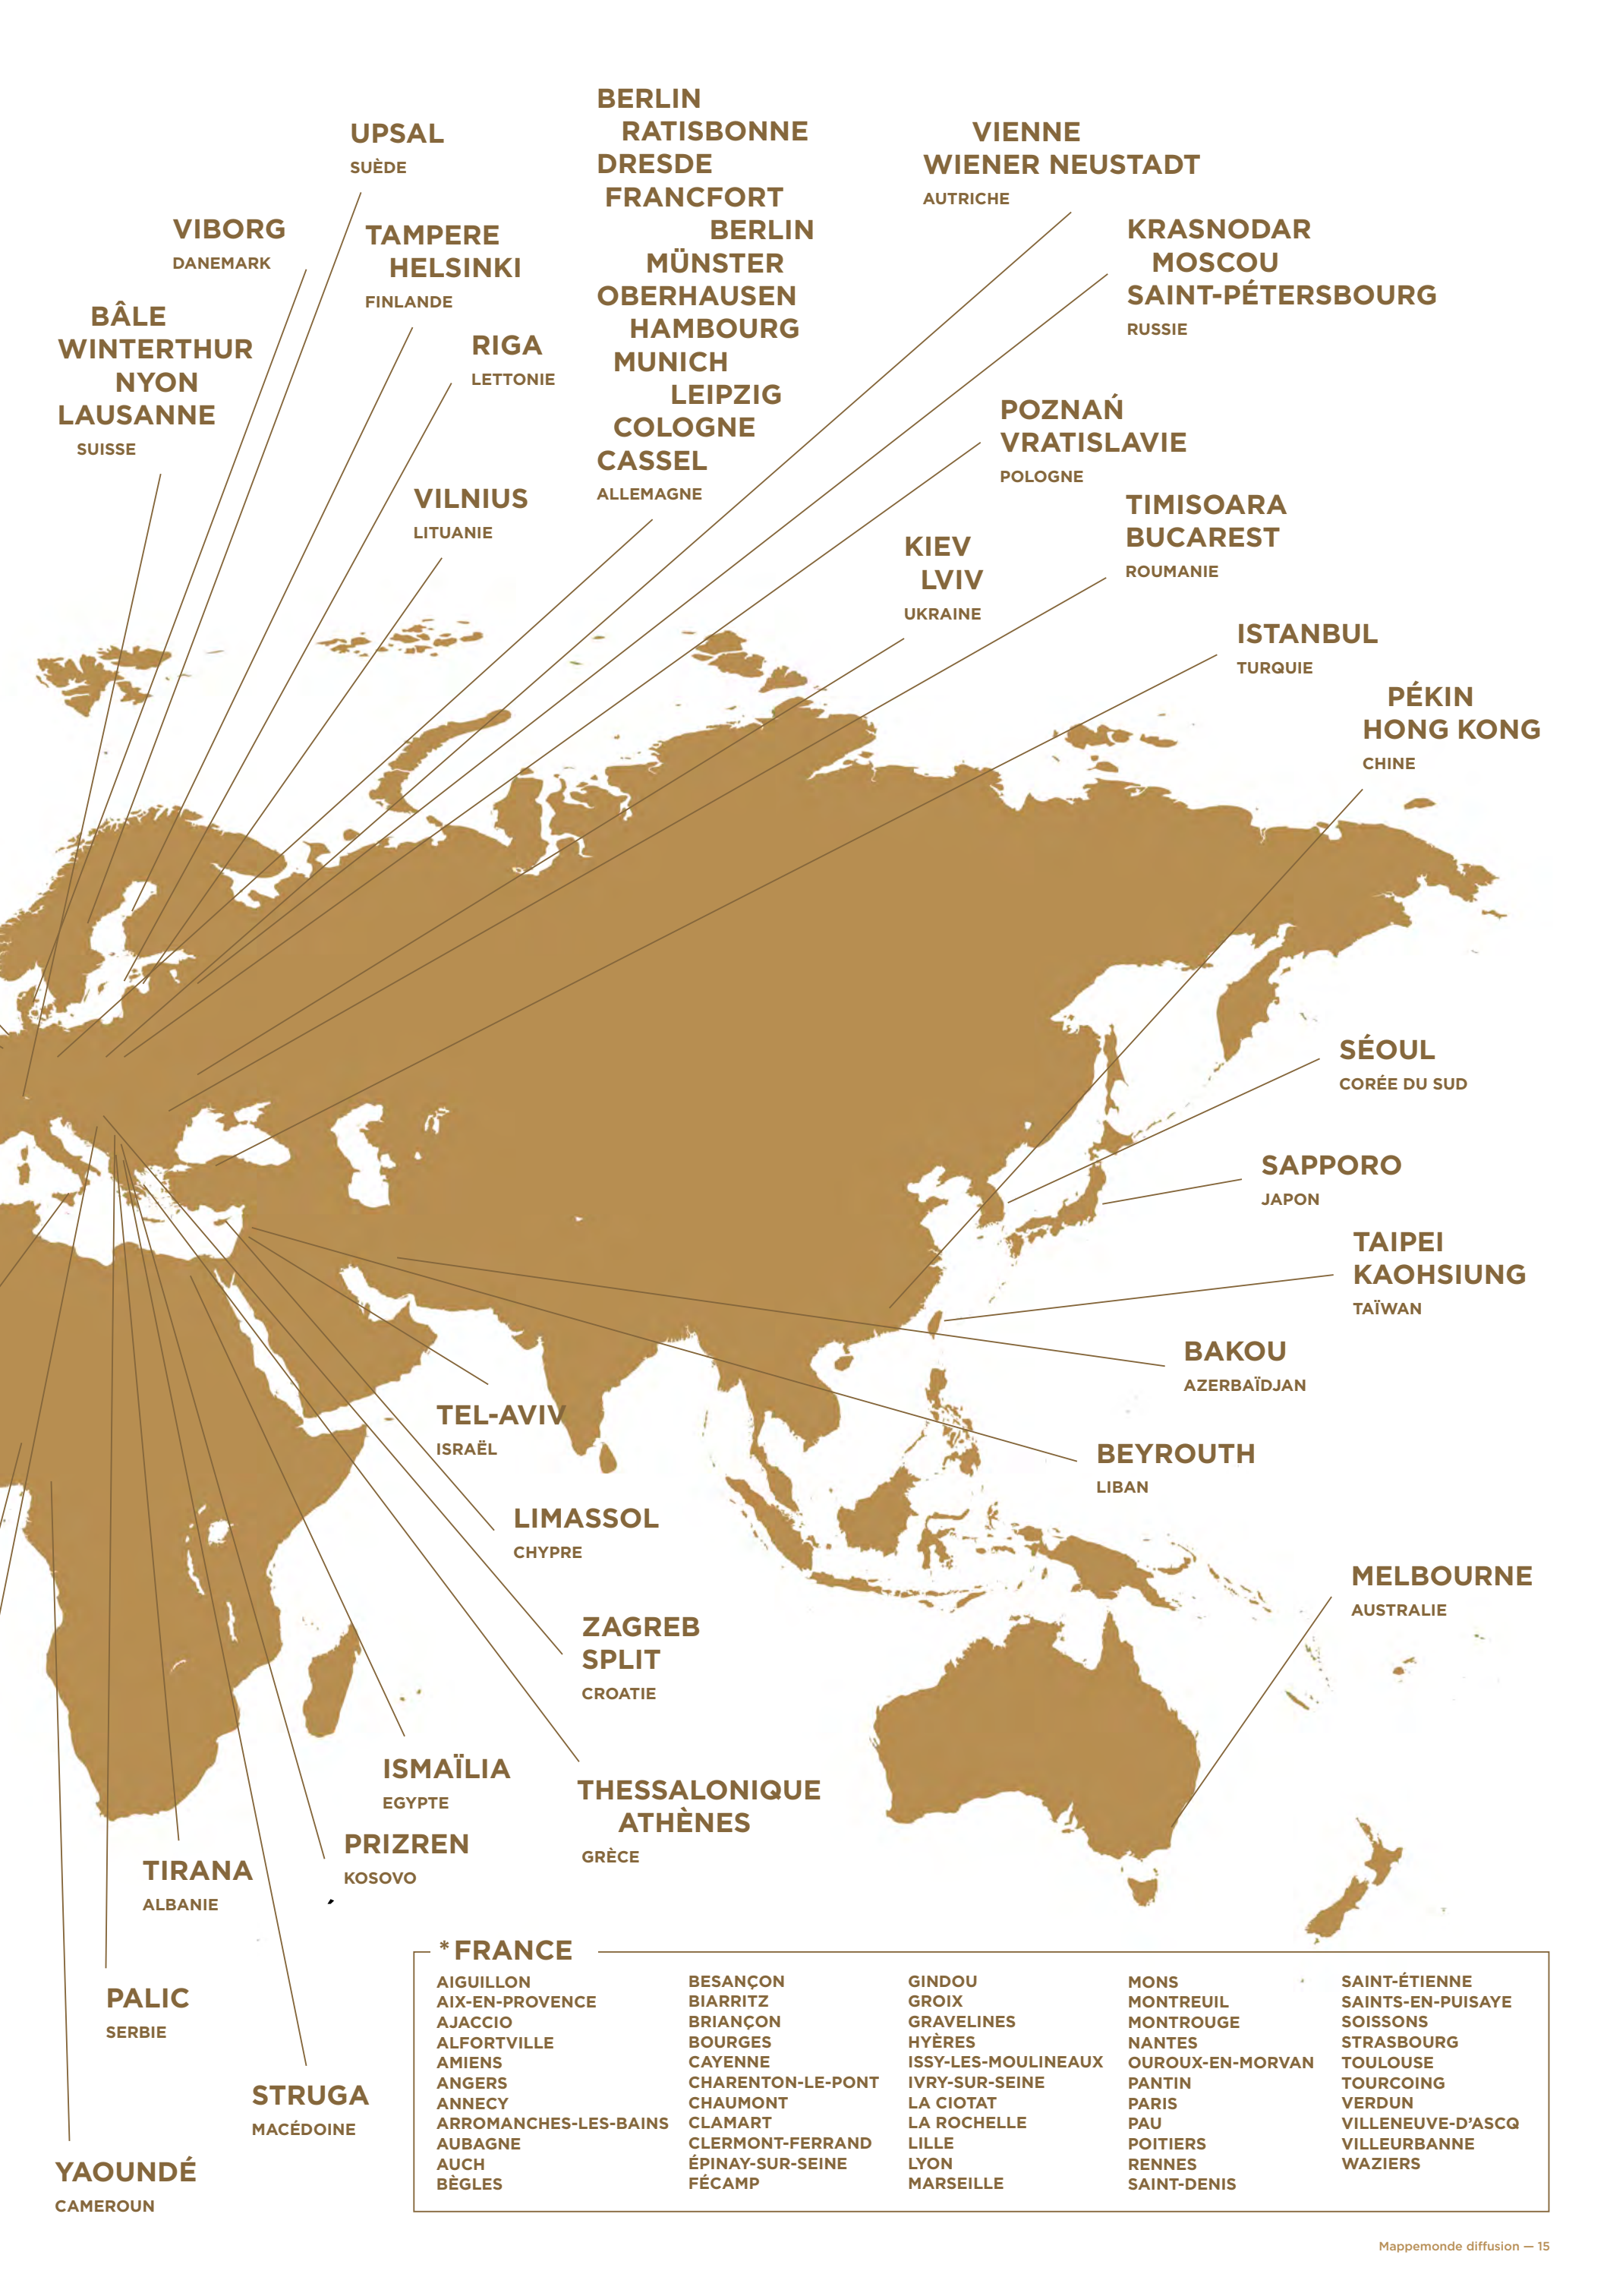 BERLIN
RATISBONNE
DRESDE
FRANCFORT
BERLIN
MÜNSTER
OBERHAUSEN
HAMBOURG
MUNICH
LEIPZIG
COLOGNE
CASSEL
ALLEMAGNE
UPSAL
SUÈDE
VIENNE
WIENER NEUSTADT
AUTRICHE
VIBORG
DANEMARK
TAMPERE
HELSINKI
FINLANDE
KRASNODAR
MOSCOU
SAINT-PÉTERSBOURG
RUSSIE
BÂLE
WINTERTHUR
NYON
LAUSANNE
SUISSE
RIGA
LETTONIE
POZNAŃ
VRATISLAVIE
POLOGNE
VILNIUS
LITUANIE
TIMISOARA
BUCAREST
ROUMANIE
KIEV
LVIV
UKRAINE
ISTANBUL
TURQUIE
PÉKIN
HONG KONG
CHINE
SÉOUL
CORÉE DU SUD
SAPPORO
JAPON
TAIPEI
KAOHSIUNG
TAÏWAN
BAKOU
AZERBAÏDJAN
TEL-AVIV
ISRAËL
BEYROUTH
LIBAN
LIMASSOL
CHYPRE
MELBOURNE
AUSTRALIE
ZAGREB
SPLIT
CROATIE
ISMAÏLIA
EGYPTE
THESSALONIQUE
ATHÈNES
GRÈCE
PRIZREN
KOSOVO
TIRANA
ALBANIE
PALIC
SERBIE
STRUGA
MACÉDOINE
YAOUNDÉ
CAMEROUN
*FRANCE
AIGUILLON
AIX-EN-PROVENCE
AJACCIO
ALFORTVILLE
AMIENS
ANGERS
ANNECY
ARROMANCHES-LES-BAINS
AUBAGNE
AUCH
BÈGLES
BESANÇON
BIARRITZ
BRIANÇON
BOURGES
CAYENNE
CHARENTON-LE-PONT
CHAUMONT
CLAMART
CLERMONT-FERRAND
ÉPINAY-SUR-SEINE
FÉCAMP
GINDOU
GROIX
GRAVELINES
HYÈRES
ISSY-LES-MOULINEAUX
IVRY-SUR-SEINE
LA CIOTAT
LA ROCHELLE
LILLE
LYON
MARSEILLE
MONS
MONTREUIL
MONTROUGE
NANTES
OUROUX-EN-MORVAN
PANTIN
PARIS
PAU
POITIERS
RENNES
SAINT-DENIS
SAINT-ÉTIENNE
SAINTS-EN-PUISAYE
SOISSONS
STRASBOURG
TOULOUSE
TOURCOING
VERDUN
VILLENEUVE-D'ASCQ
VILLEURBANNE
WAZIERS
Mappemonde diffusion — 15